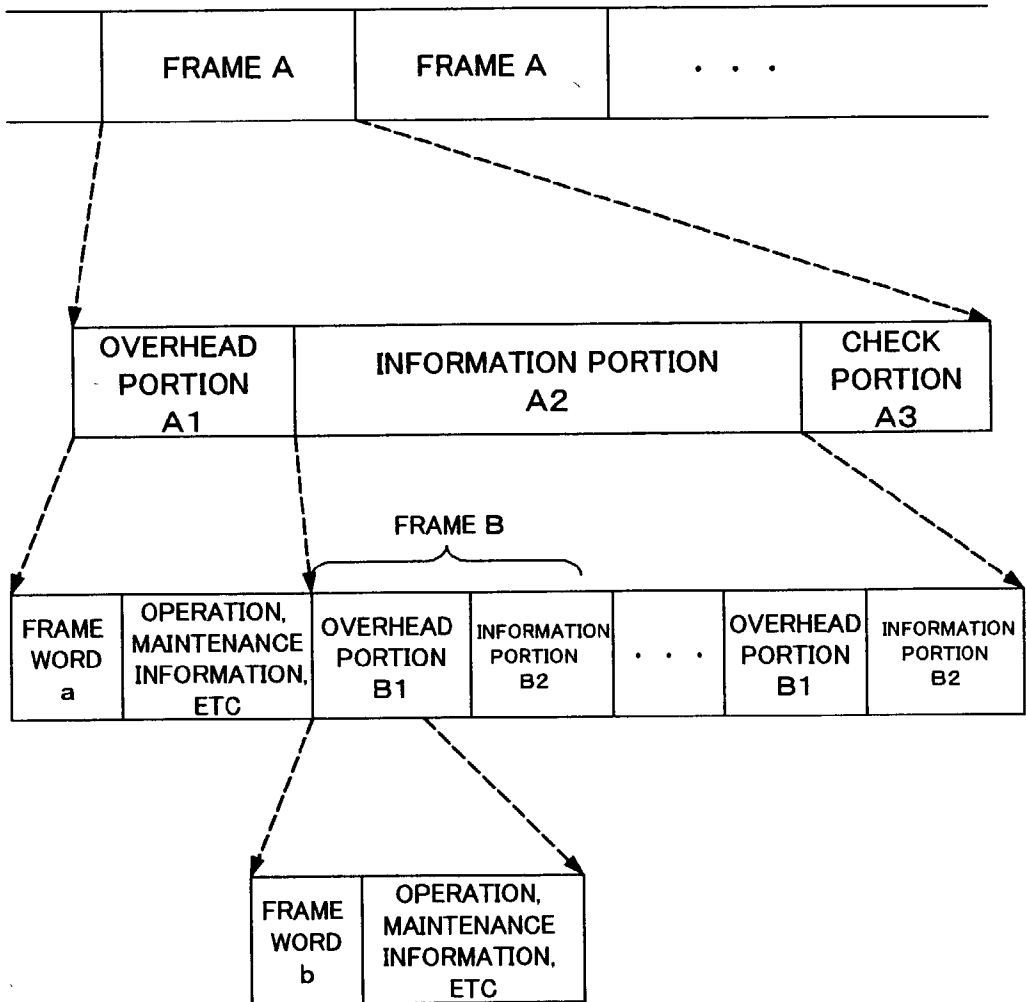 FRAME A
FRAME A
. . .
OVERHEAD
PORTION
A1
INFORMATION PORTION
A2
CHECK
PORTION
A3
FRAME B
FRAME
WORD
a
OPERATION,
MAINTENANCE
INFORMATION,
ETC
OVERHEAD
PORTION
B1
INFORMATION
PORTION
B2
. . .
OVERHEAD
PORTION
B1
INFORMATION
PORTION
B2
FRAME
WORD
b
OPERATION,
MAINTENANCE
INFORMATION,
ETC